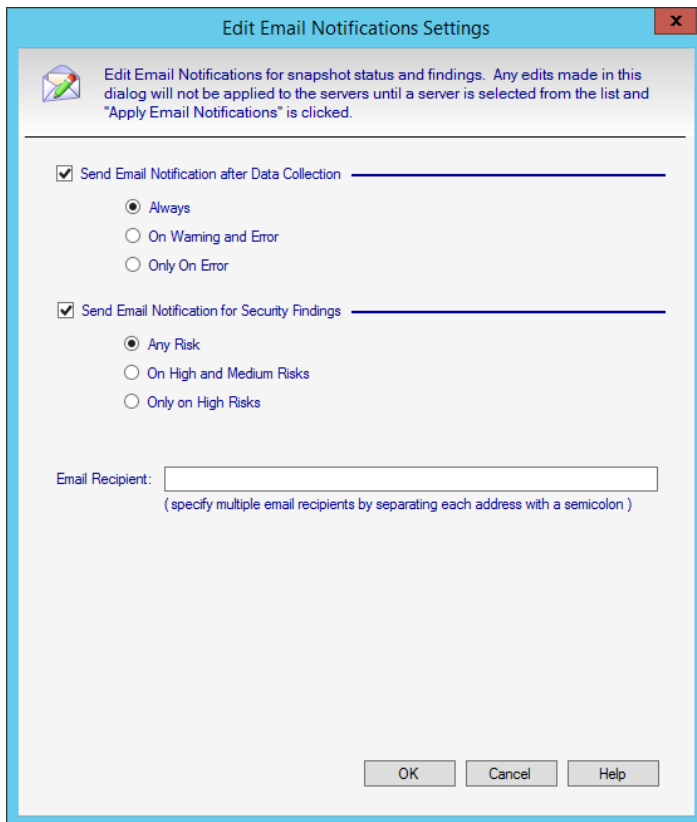 Edit Email Notifications Settings
x
Edit Email Notifications for snapshot status and findings. Any edits made in this
dialog will not be applied to the servers until a server is selected from the list and
"Apply Email Notifications" is clicked.
Send Email Notification after Data Collection
Always
On Warning and Error
Only On Error
Send Email Notification for Security Findings
Any Risk
On High and Medium Risks
Only on High Risks
Email Recipient:
( specify multiple email recipients by separating each address with a semicolon )
OK Cancel Help